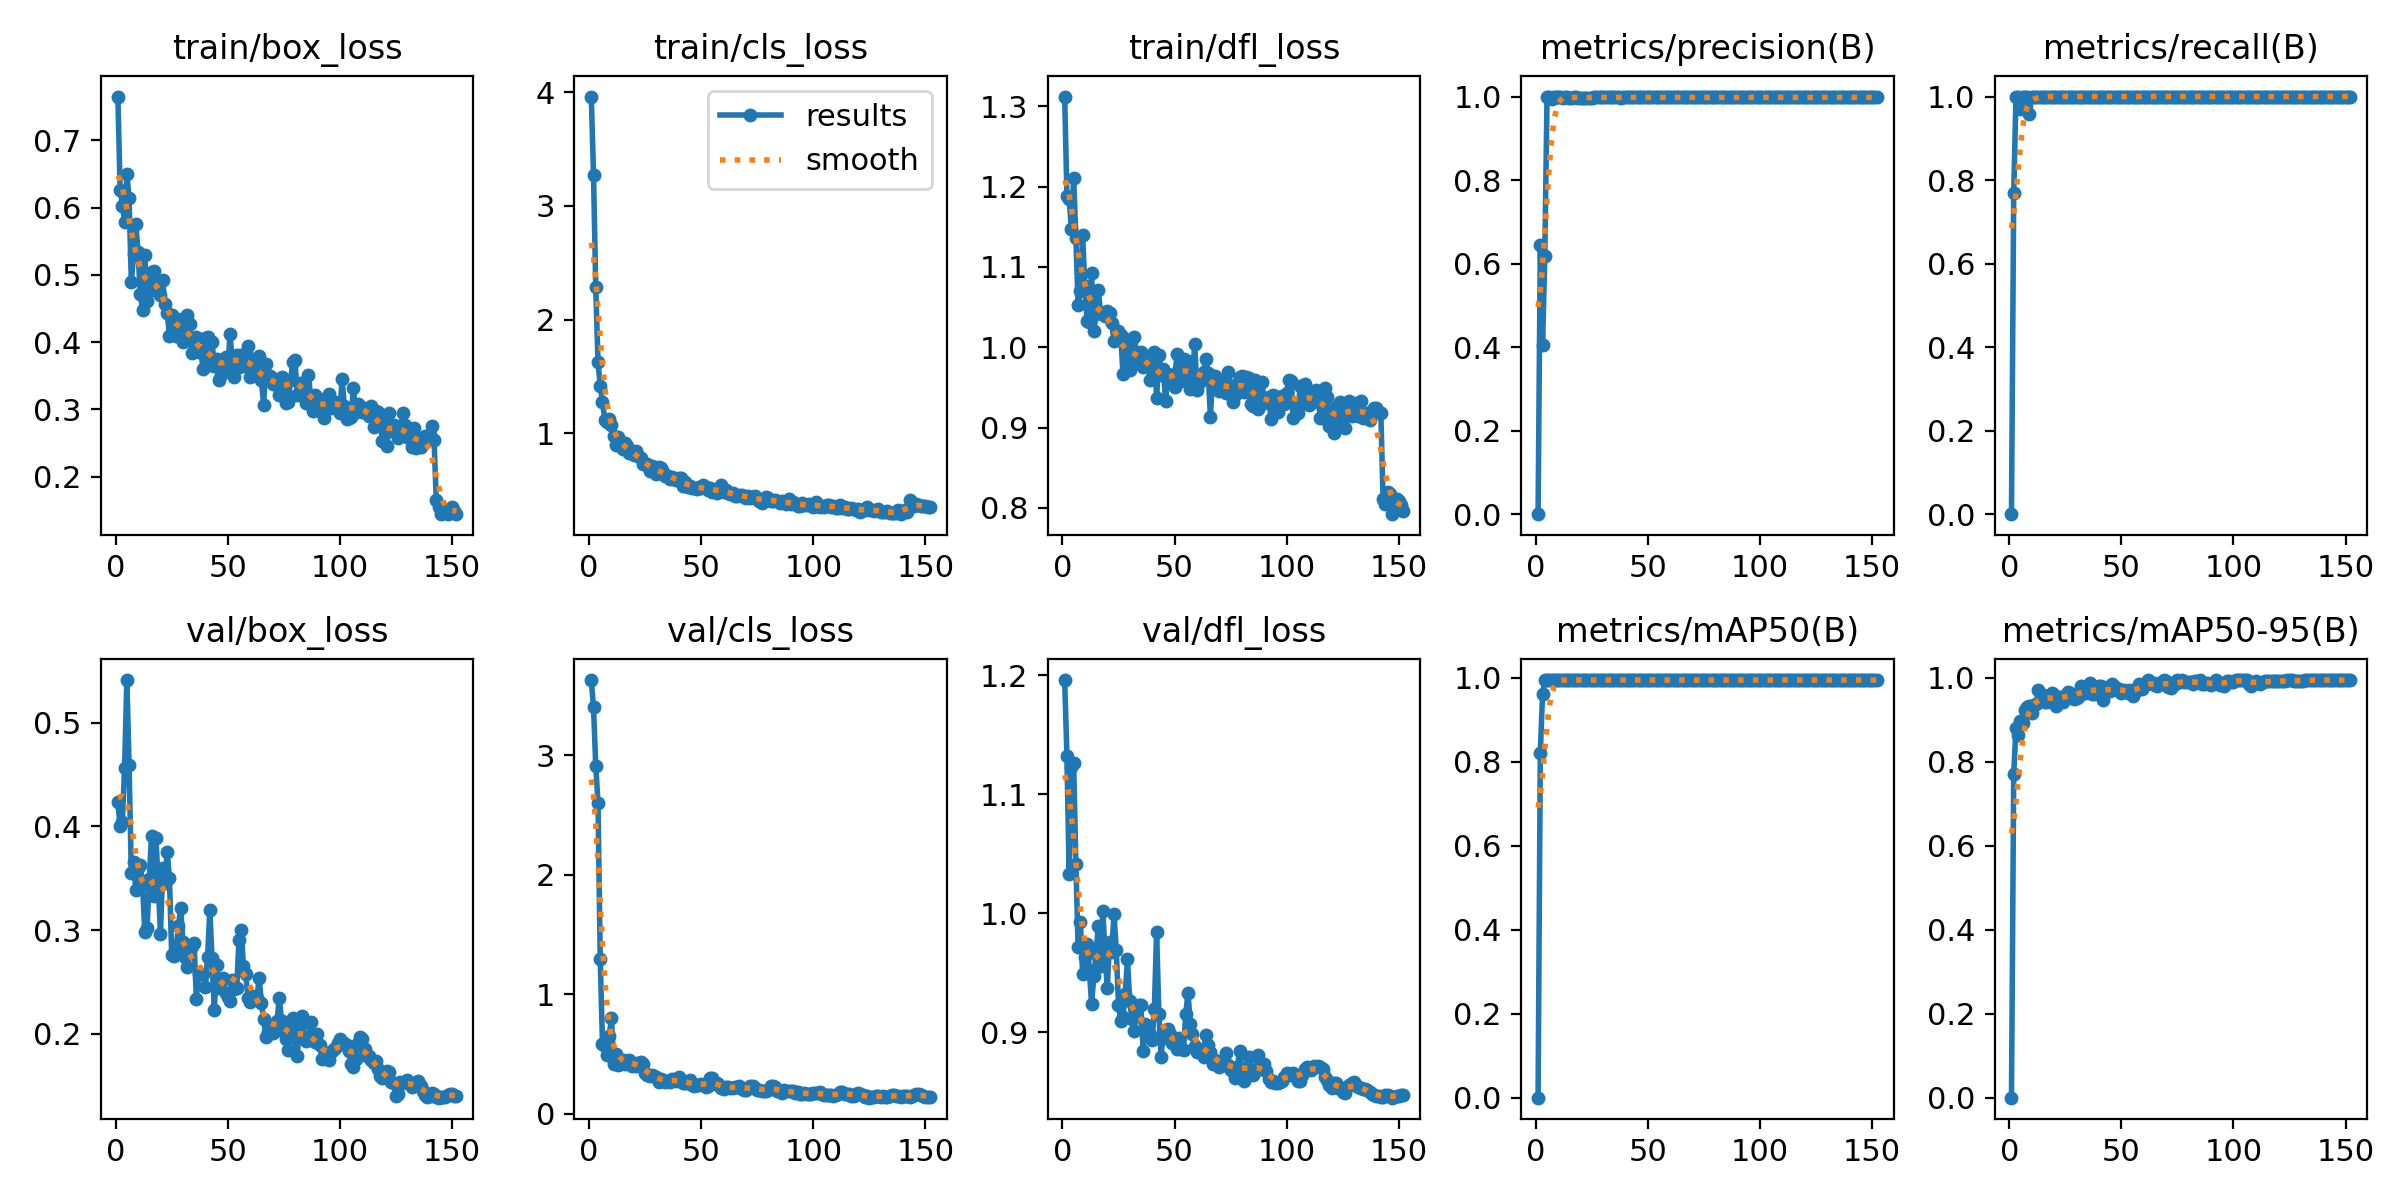 train/box_loss
train/cls_loss
train/dfl_loss
metrics/precision(B)
metrics/recall(B)
0.7
0.6
0.5
0.4
0.3
0.2
0 50 100 150
4
3
2
1
0 50 100 150
results
smooth
1.3
1.2
1.1
1.0
0.9
0.8
0 50 100 150
1.0
0.8
0.6
0.4
0.2
0.0
0 50 100 150
1.0
0.8
0.6
0.4
0.2
0.0
0 50 100 150
val/box_loss
val/cls_loss
val/dfl_loss
metrics/mAP50(B)
metrics/mAP50-95(B)
0.5
0.4
0.3
0.2
0 50 100 150
3
2
1
0
0 50 100 150
1.2
1.1
1.0
0.9
0 50 100 150
1.0
0.8
0.6
0.4
0.2
0.0
0 50 100 150
1.0
0.8
0.6
0.4
0.2
0.0
0 50 100 150